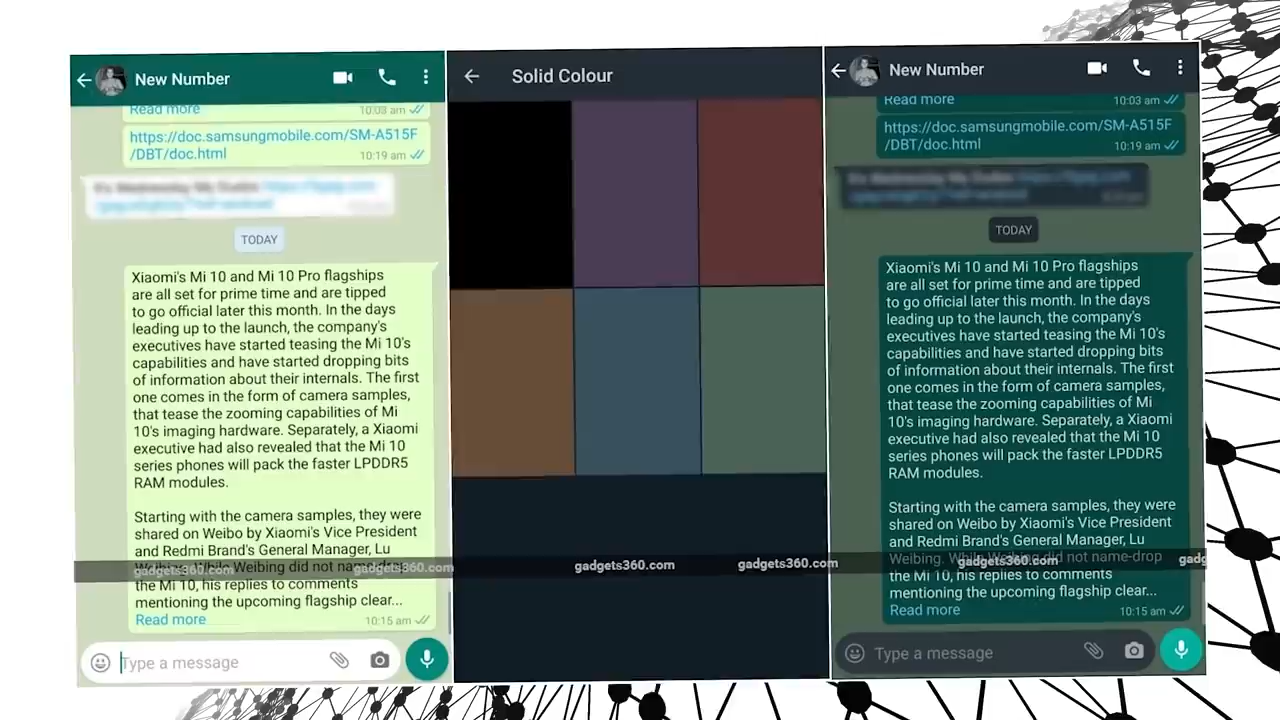 New Number
Read more
10:03 am
https://doc.samsungmobile.com/SM-A515F
/DBT/doc.html
10:19 am
TODAY
Xiaomi's Mi 10 and Mi 10 Pro flagships
are all set for prime time and are tipped
to go official later this month. In the days
leading up to the launch, the company's
executives have started teasing the Mi 10's
capabilities and have started dropping bits
of information about their internals. The first
one comes in the form of camera samples,
that tease the zooming capabilities of Mi
10's imaging hardware. Separately, a Xiaomi
executive had also revealed that the Mi 10
series phones will pack the faster LPDDR5
RAM modules.
Starting with the camera samples, they were
shared on Weibo by Xiaomi's Vice President
and Redmi Brand's General Manager, Lu
Weibing. While Weibing did not name-drop
the Mi 10, his replies to comments
mentioning the upcoming flagship clear...
Read more
10:15 am
Type a message
gadgets360.com
gadgets360.com
Solid Colour
gadgets360.com
gadgets360.com
New Number
Read more
10:03 am
https://doc.samsungmobile.com/SM-A515F
/DBT/doc.html
10:19 am
TODAY
Xiaomi's Mi 10 and Mi 10 Pro flagships
are all set for prime time and are tipped
to go official later this month. In the days
leading up to the launch, the company's
executives have started teasing the Mi 10's
capabilities and have started dropping bits
of information about their internals. The first
one comes in the form of camera samples,
that tease the zooming capabilities of Mi
10's imaging hardware. Separately, a Xiaomi
executive had also revealed that the Mi 10
series phones will pack the faster LPDDR5
RAM modules.
Starting with the camera samples, they were
shared on Weibo by Xiaomi's Vice President
and Redmi Brand's General Manager, Lu
Weibing. While Weibing did not name-drop
the Mi 10, his replies to comments
mentioning the upcoming flagship clear...
Read more
10:15 am
Type a message
gadgets360.com
gadg